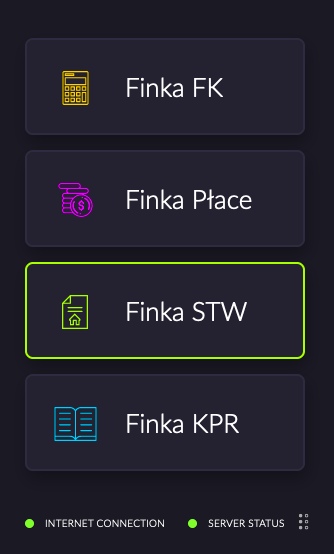 Finka FK
Finka Płace
Finka STW
Finka KPR
INTERNET CONNECTION SERVER STATUS